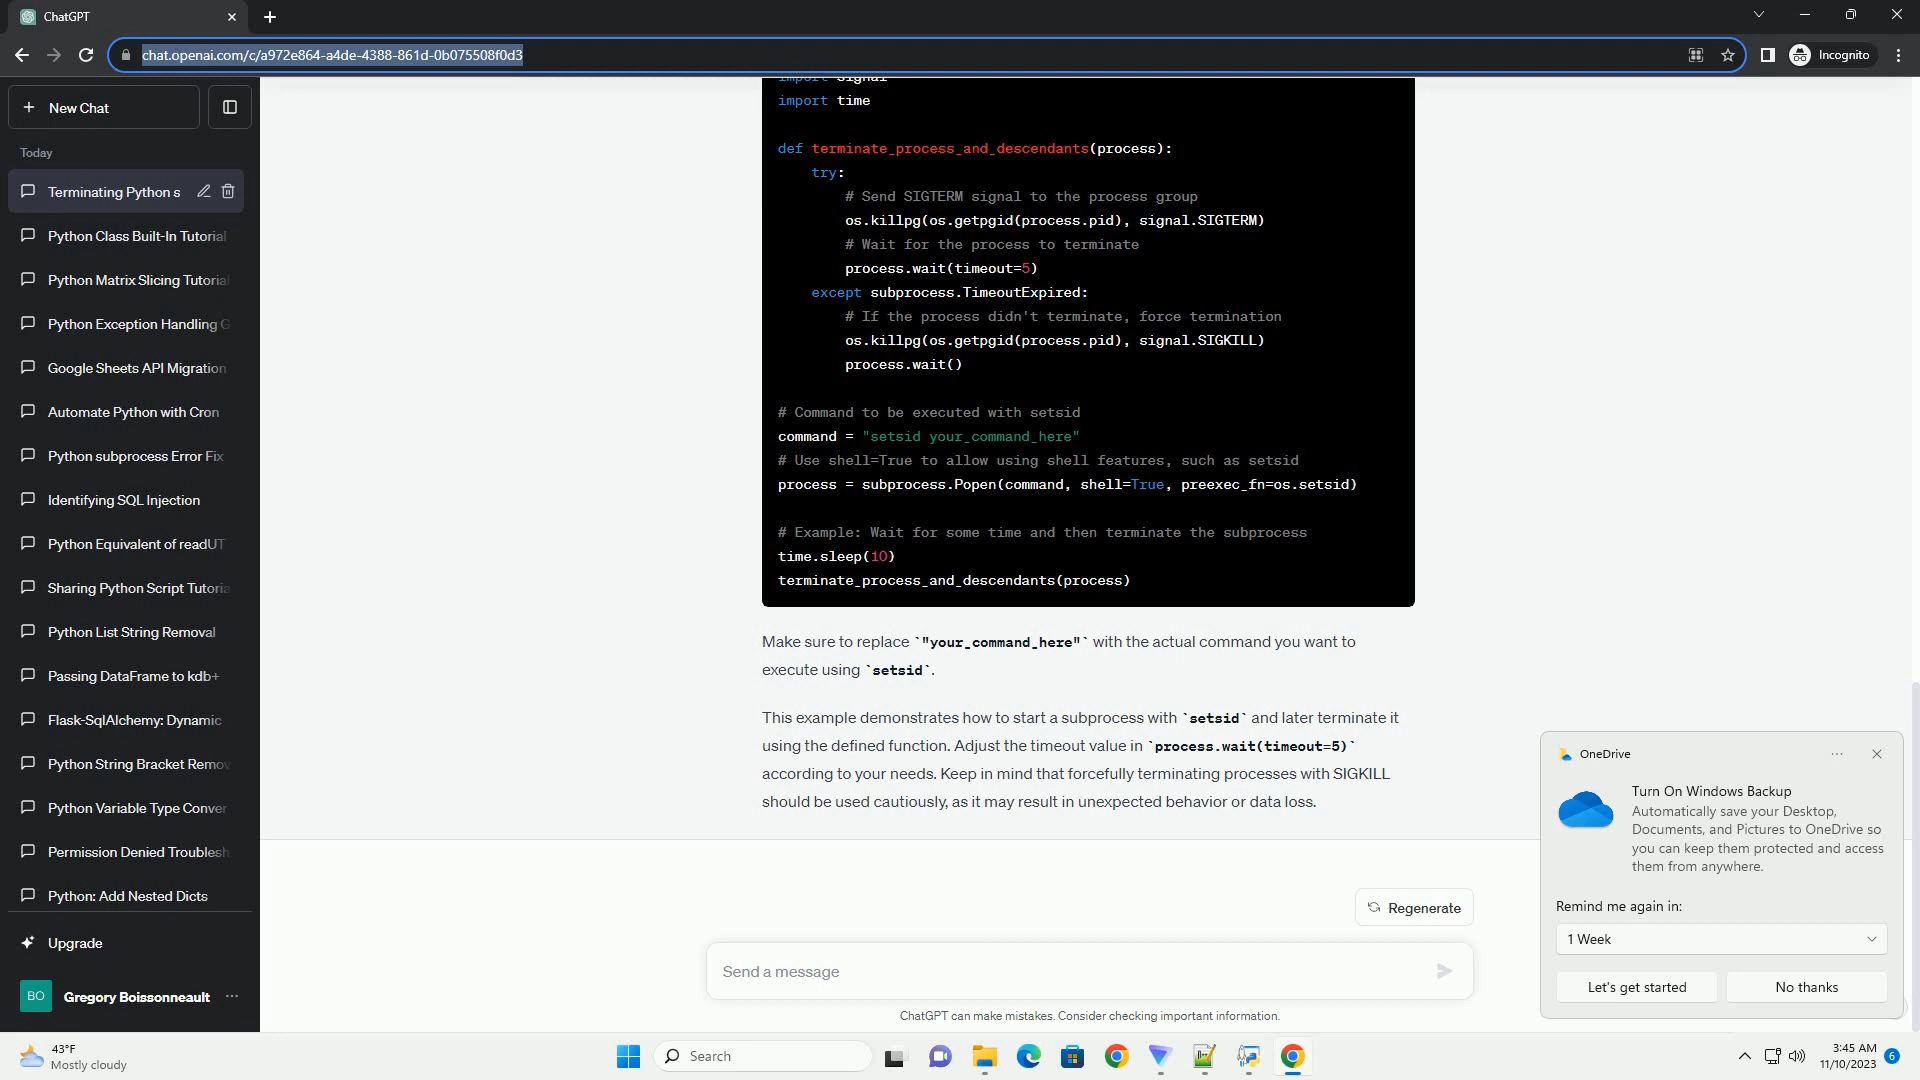 ChatGPT
chat.openai.com/c/a972e864-a4de-4388-861d-0b075508f0d3
Incognito
New Chat
Today
Terminating Python s
Python Class Built-In Tutorial
Python Matrix Slicing Tutorial
Python Exception Handling G
Google Sheets API Migration
Automate Python with Cron
Python subprocess Error Fix
Identifying SQL Injection
Python Equivalent of readUT
Sharing Python Script Tutoria
Python List String Removal
Passing DataFrame to kdb+
Flask-SqlAlchemy: Dynamic
Python String Bracket Remov
Python Variable Type Conver
Permission Denied Troublesh
Python: Add Nested Dicts
Upgrade
BO Gregory Boissonneault
import signal
import time
def terminate_process_and_descendants(process):
try:
# Send SIGTERM signal to the process group
os.killpg(os.getpgid(process.pid), signal.SIGTERM)
# Wait for the process to terminate
process.wait(timeout=5)
except subprocess.TimeoutExpired:
# If the process didn't terminate, force termination
os.killpg(os.getpgid(process.pid), signal.SIGKILL)
process.wait()
# Command to be executed with setsid
command = "setsid your_command_here"
# Use shell=True to allow using shell features, such as setsid
process = subprocess.Popen(command, shell=True, preexec_fn=os.setsid)
# Example: Wait for some time and then terminate the subprocess
time.sleep(10)
terminate_process_and_descendants(process)
Make sure to replace `"your_command_here"` with the actual command you want to
execute using `setsid`.
This example demonstrates how to start a subprocess with `setsid` and later terminate it
using the defined function. Adjust the timeout value in `process.wait(timeout=5)`
according to your needs. Keep in mind that forcefully terminating processes with SIGKILL
should be used cautiously, as it may result in unexpected behavior or data loss.
Regenerate
Send a message
ChatGPT can make mistakes. Consider checking important information.
OneDrive
Turn On Windows Backup
Automatically save your Desktop,
Documents, and Pictures to OneDrive so
you can keep them protected and access
them from anywhere.
Remind me again in:
1 Week
Let's get started
No thanks
43°F
Mostly cloudy
Search
3:45 AM
11/10/2023
6